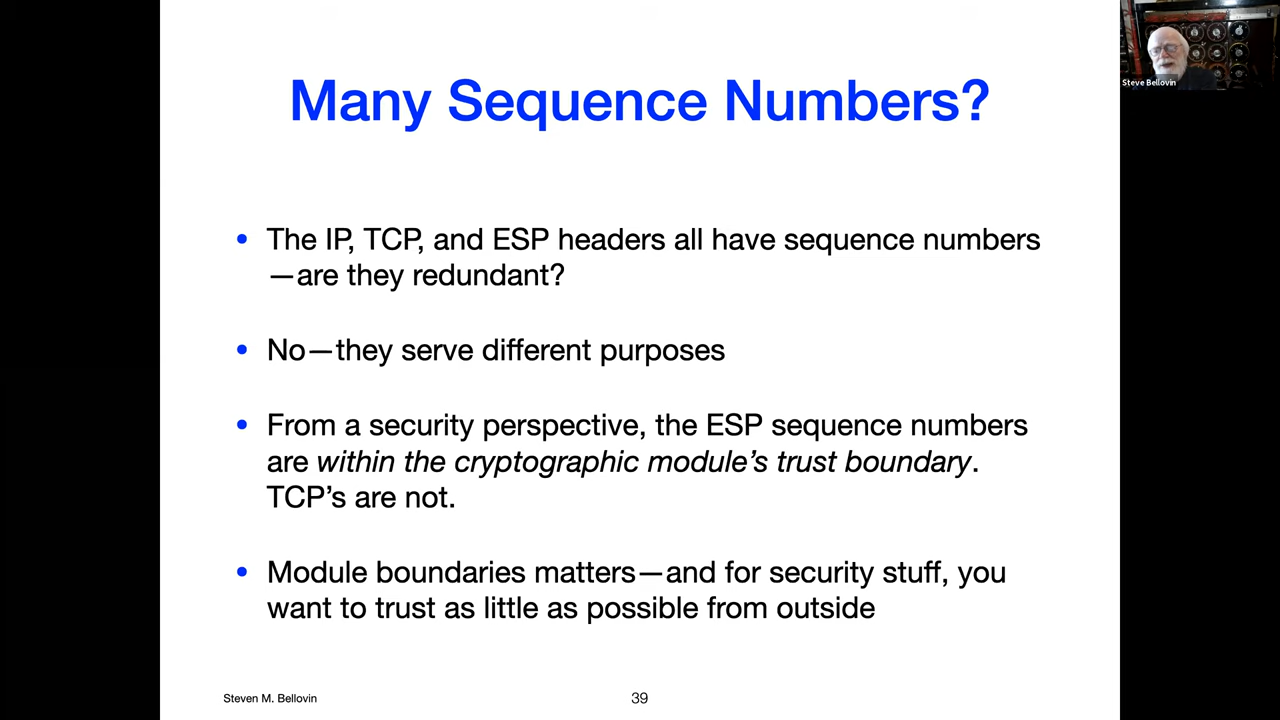 Many Sequence Numbers?
Steve Bellovin
• The IP, TCP, and ESP headers all have sequence numbers
—are they redundant?
• No—they serve different purposes
• From a security perspective, the ESP sequence numbers
are within the cryptographic module’s trust boundary.
TCP’s are not.
• Module boundaries matters—and for security stuff, you
want to trust as little as possible from outside
Steven M. Bellovin
39